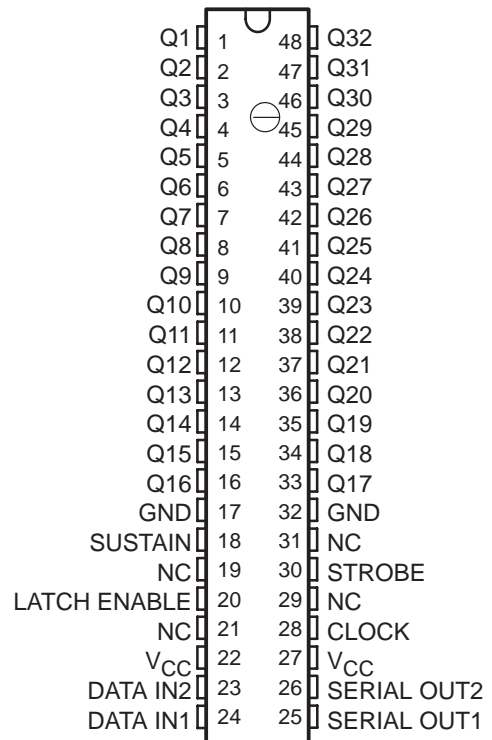 Q1 1 48 Q32
Q2 2 47 Q31
Q3 3 46 Q30
Q4 4 45 Q29
Q5 5 44 Q28
Q6 6 43 Q27
Q7 7 42 Q26
Q8 8 41 Q25
Q9 9 40 Q24
Q10 10 39 Q23
Q11 11 38 Q22
Q12 12 37 Q21
Q13 13 36 Q20
Q14 14 35 Q19
Q15 15 34 Q18
Q16 16 33 Q17
GND 17 32 GND
SUSTAIN 18 31 NC
NC 19 30 STROBE
LATCH ENABLE 20 29 NC
NC 21 28 CLOCK
VCC 22 27 VCC
DATA IN2 23 26 SERIAL OUT2
DATA IN1 24 25 SERIAL OUT1